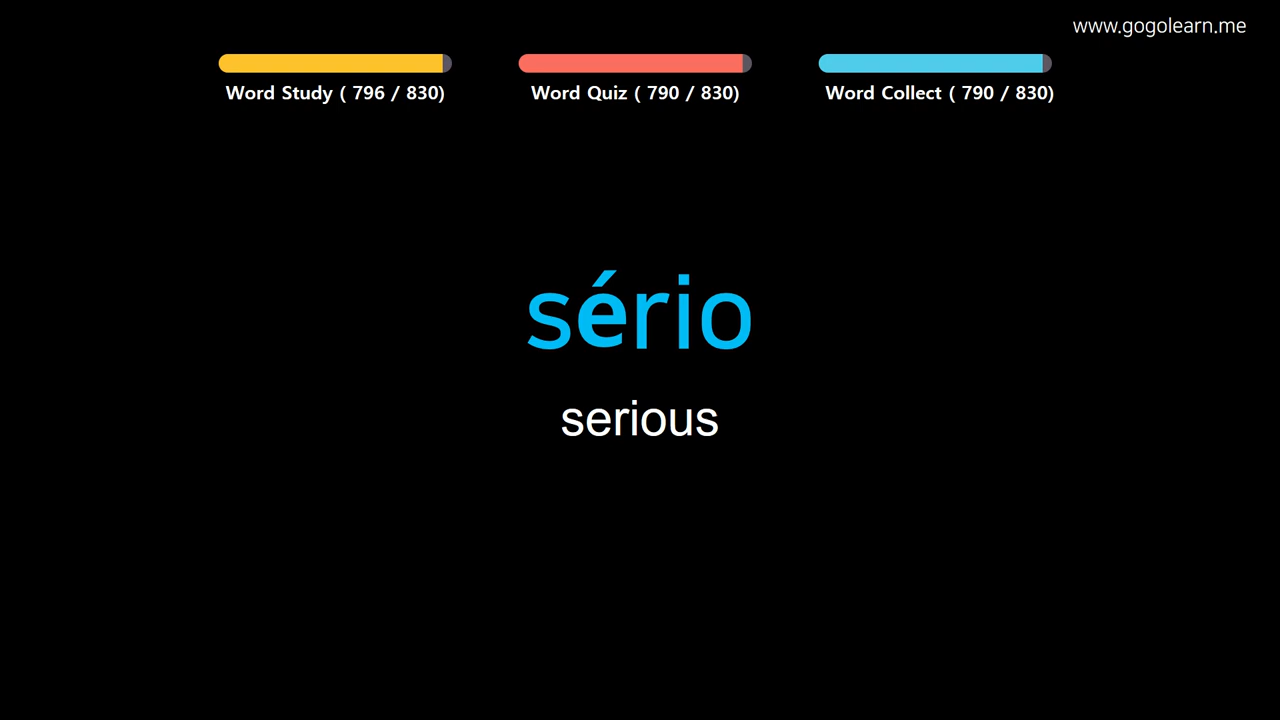 www.gogolearn.me
Word Study ( 796 / 830)
Word Quiz ( 790 / 830)
Word Collect ( 790 / 830)
sério
serious